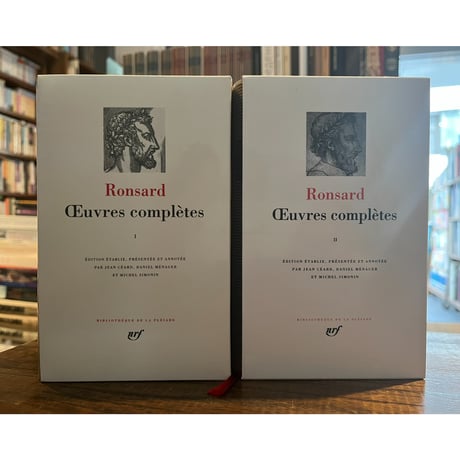 Ronsard
Œuvres complètes
I
ÉDITION ÉTABLIE, PRÉSENTÉE ET ANNOTÉE
PAR JEAN CÉARD, DANIEL MÉNAGER
ET MICHEL SIMONIN
BIBLIOTHÈQUE DE LA PLÉIADE
nrf
Ronsard
Œuvres complètes
II
ÉDITION ÉTABLIE, PRÉSENTÉE ET ANNOTÉE
PAR JEAN CÉARD, DANIEL MÉNAGER
ET MICHEL SIMONIN
BIBLIOTHÈQUE DE LA PLÉIADE
nrf